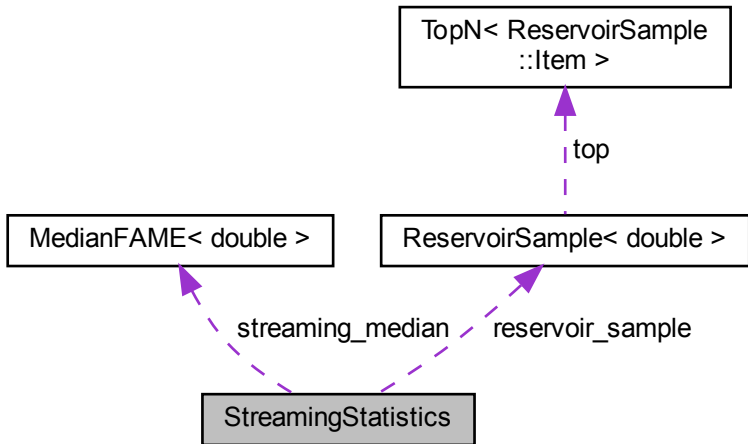 TopN< ReservoirSample
::Item >
top
MedianFAME< double >
ReservoirSample< double >
streaming_median
reservoir_sample
StreamingStatistics